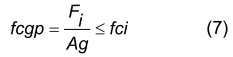 fcgp = F_i / Ag ≤ fci (7)